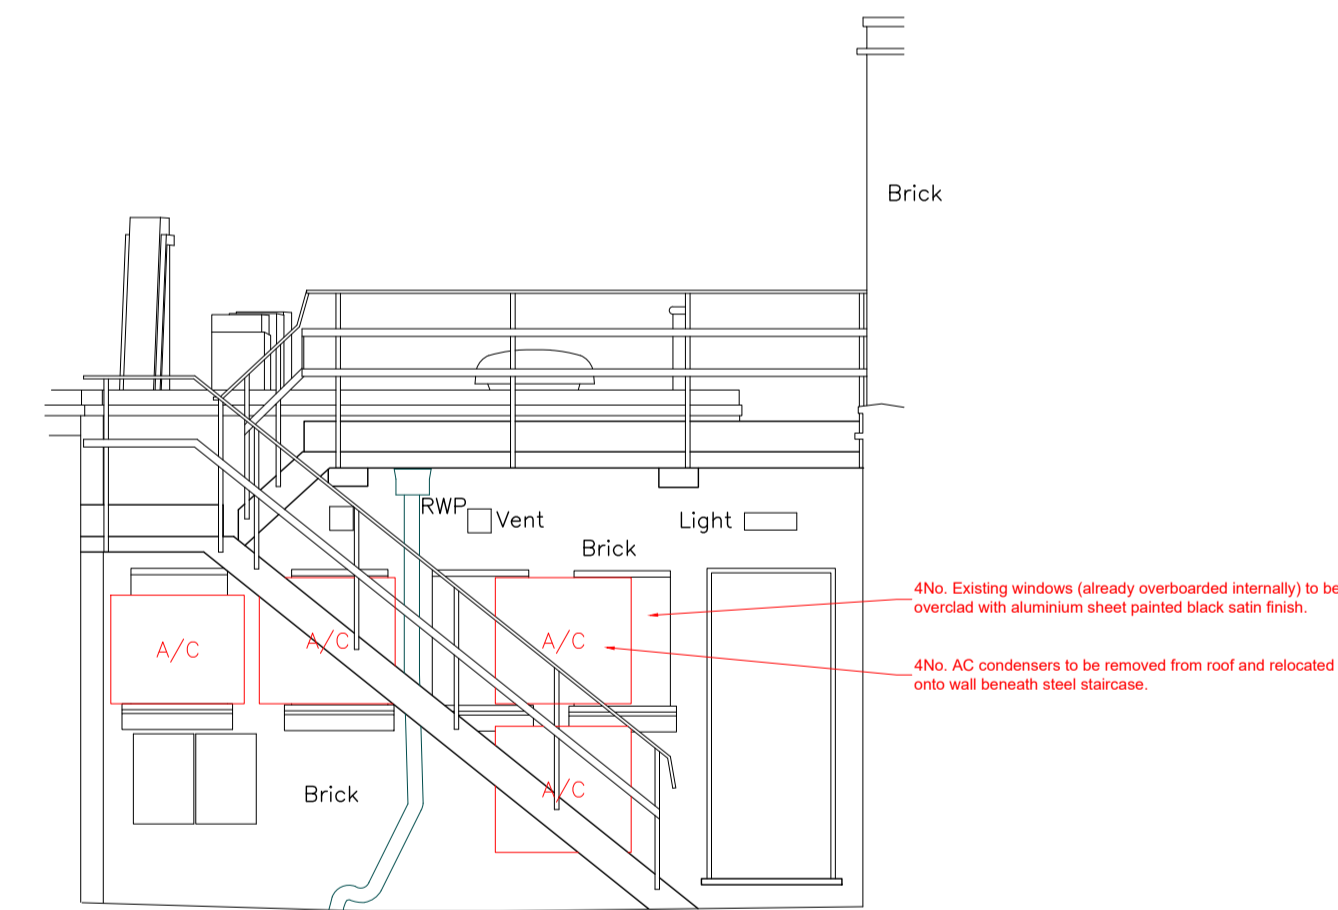 Brick
RWP
Vent
Light
Brick
4No. Existing windows (already overboarded internally) to be
overclad with aluminium sheet painted black satin finish.
A/C
A/C
A/C
4No. AC condensers to be removed from roof and relocated
onto wall beneath steel staircase.
Brick
A/C